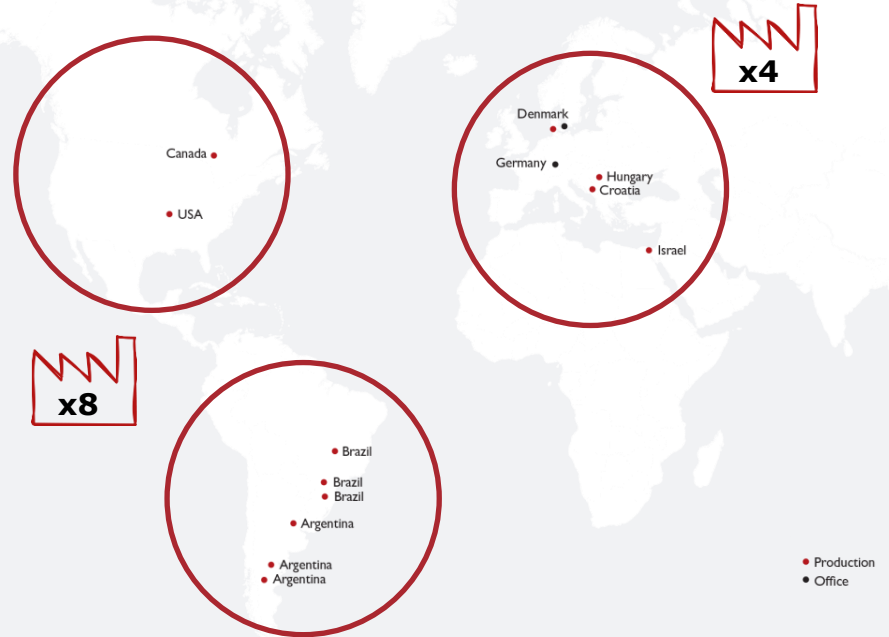 x4
Denmark
Canada
Germany
Hungary
Croatia
USA
Israel
x8
Brazil
Brazil
Brazil
Argentina
Argentina
Argentina
Production
Office